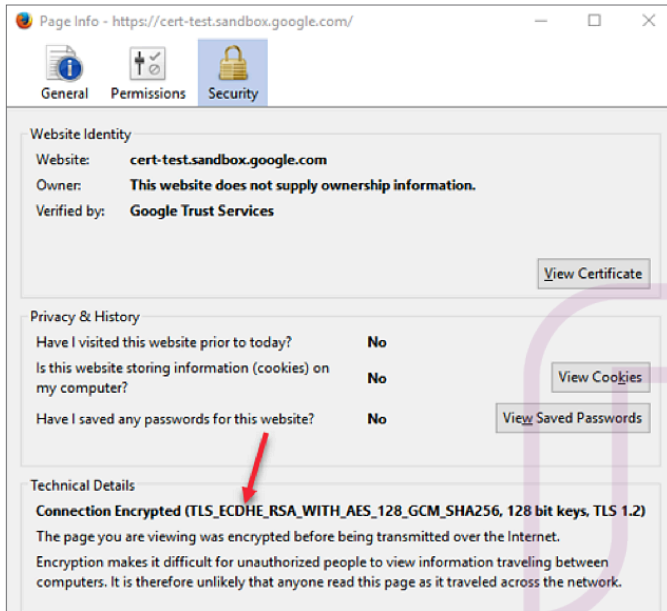 Page Info - https://cert-test.sandbox.google.com/
General Permissions Security
Website Identity
Website: cert-test.sandbox.google.com
Owner: This website does not supply ownership information.
Verified by: Google Trust Services
View Certificate
Privacy & History
Have I visited this website prior to today? No
Is this website storing information (cookies) on
my computer? No
View Cookies
Have I saved any passwords for this website? No
View Saved Passwords
Technical Details
Connection Encrypted (TLS_ECDHE_RSA_WITH_AES_128_GCM_SHA256, 128 bit keys, TLS 1.2)
The page you are viewing was encrypted before being transmitted over the Internet.
Encryption makes it difficult for unauthorized people to view information traveling between
computers. It is therefore unlikely that anyone read this page as it traveled across the network.